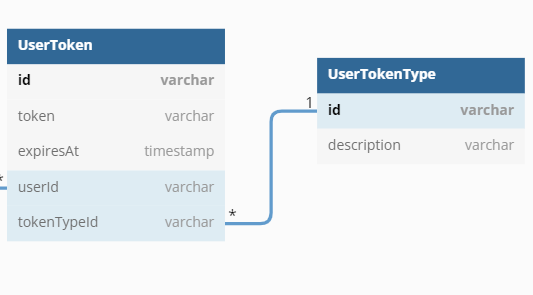 UserToken
id varchar
token varchar
expiresAt timestamp
userId varchar
tokenTypeId varchar
*
*
1
UserTokenType
id varchar
description varchar